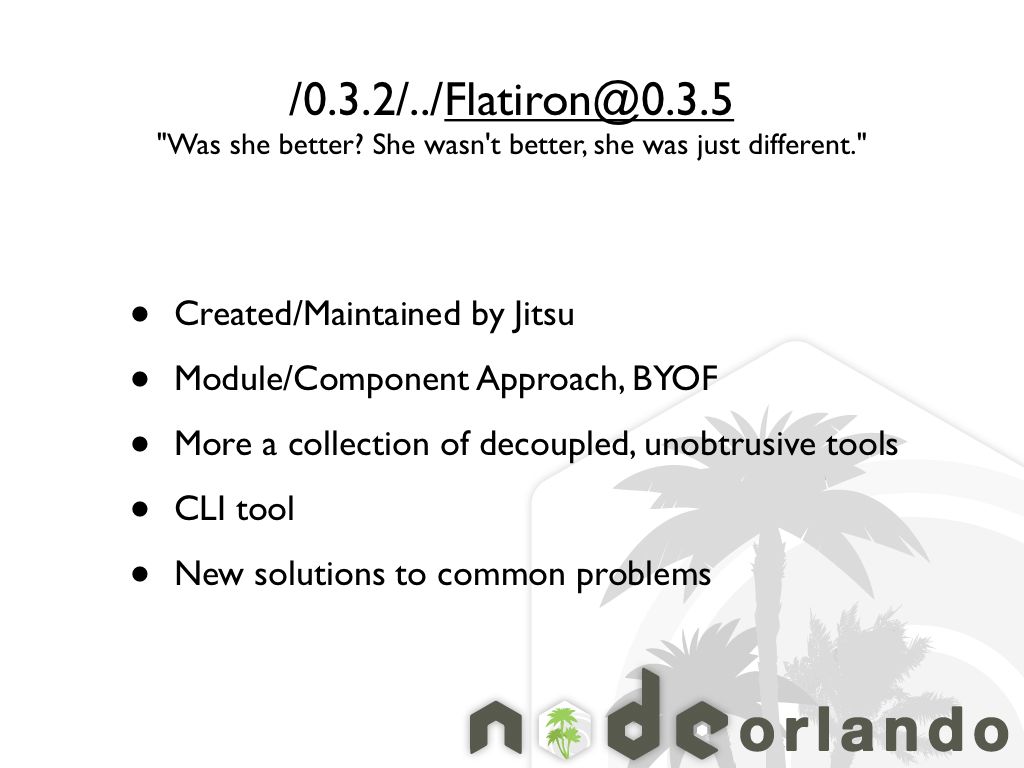 /0.3.2/../Flatiron@0.3.5
"Was she better? She wasn't better, she was just different."
• Created/Maintained by Jitsu
• Module/Component Approach, BYOF
• More a collection of decoupled, unobtrusive tools
• CLI tool
• New solutions to common problems
node orlando